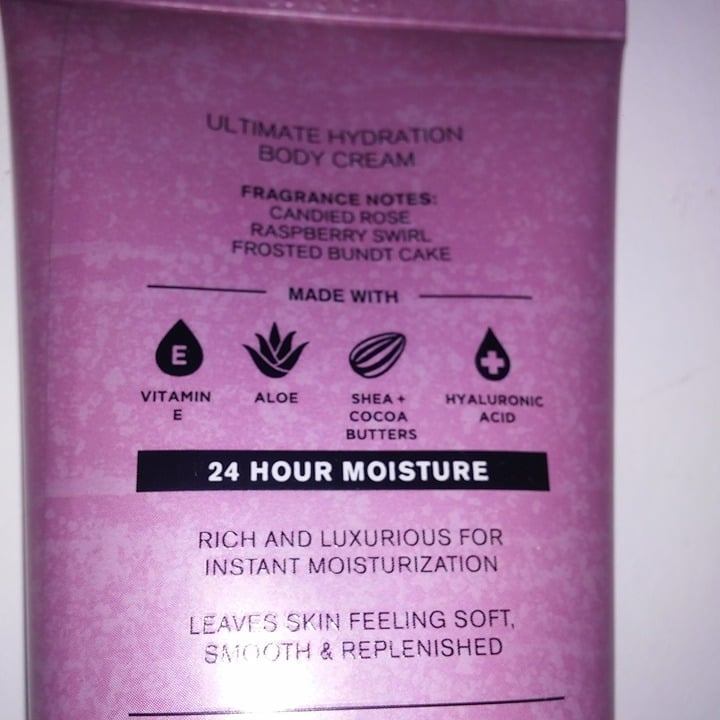 ULTIMATE HYDRATION
BODY CREAM
FRAGRANCE NOTES:
CANDIED ROSE
RASPBERRY SWIRL
FROSTED BUNDT CAKE
MADE WITH
E
VITAMIN
E
ALOE
SHEA +
COCOA
BUTTERS
HYALURONIC
ACID
24 HOUR MOISTURE
RICH AND LUXURIOUS FOR
INSTANT MOISTURIZATION
LEAVES SKIN FEELING SOFT,
SMOOTH & REPLENISHED